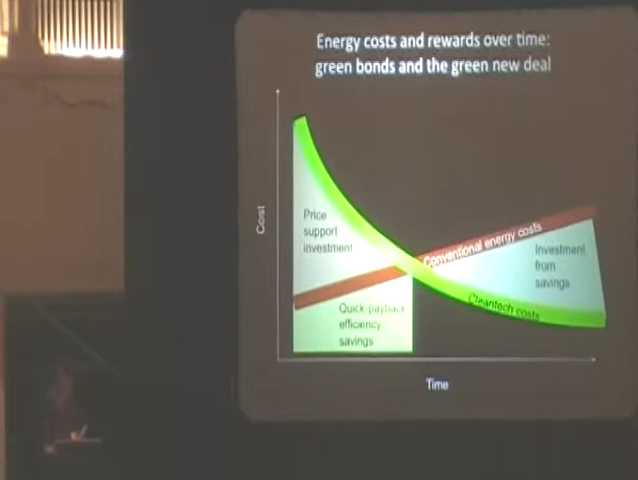 Energy costs and rewards over time:
green bonds and the green new deal
Cost
Price
support
investment
Conventional energy costs
Investment
from
savings
Quick-payback
efficiency
savings
Cleantech costs
Time